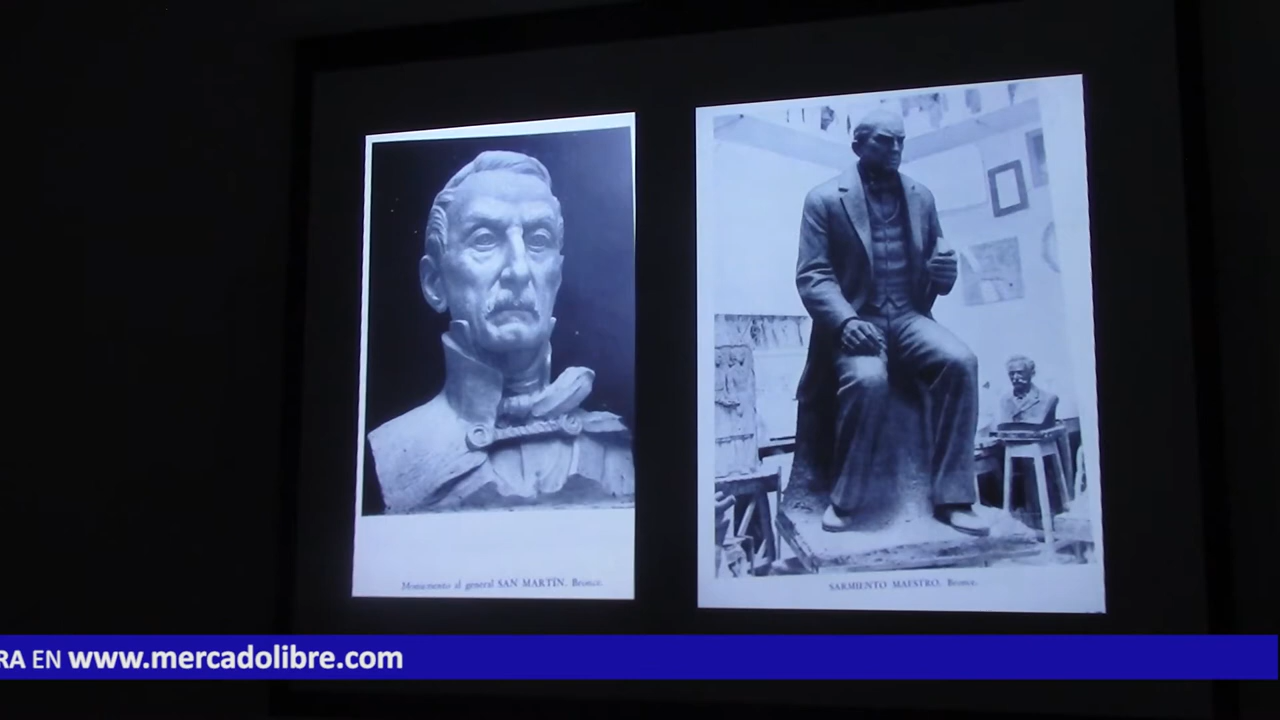 Monumento al general SAN MARTÍN. Bronce.
SARMIENTO MAESTRO. Bronce.
RA EN www.mercadolibre.com